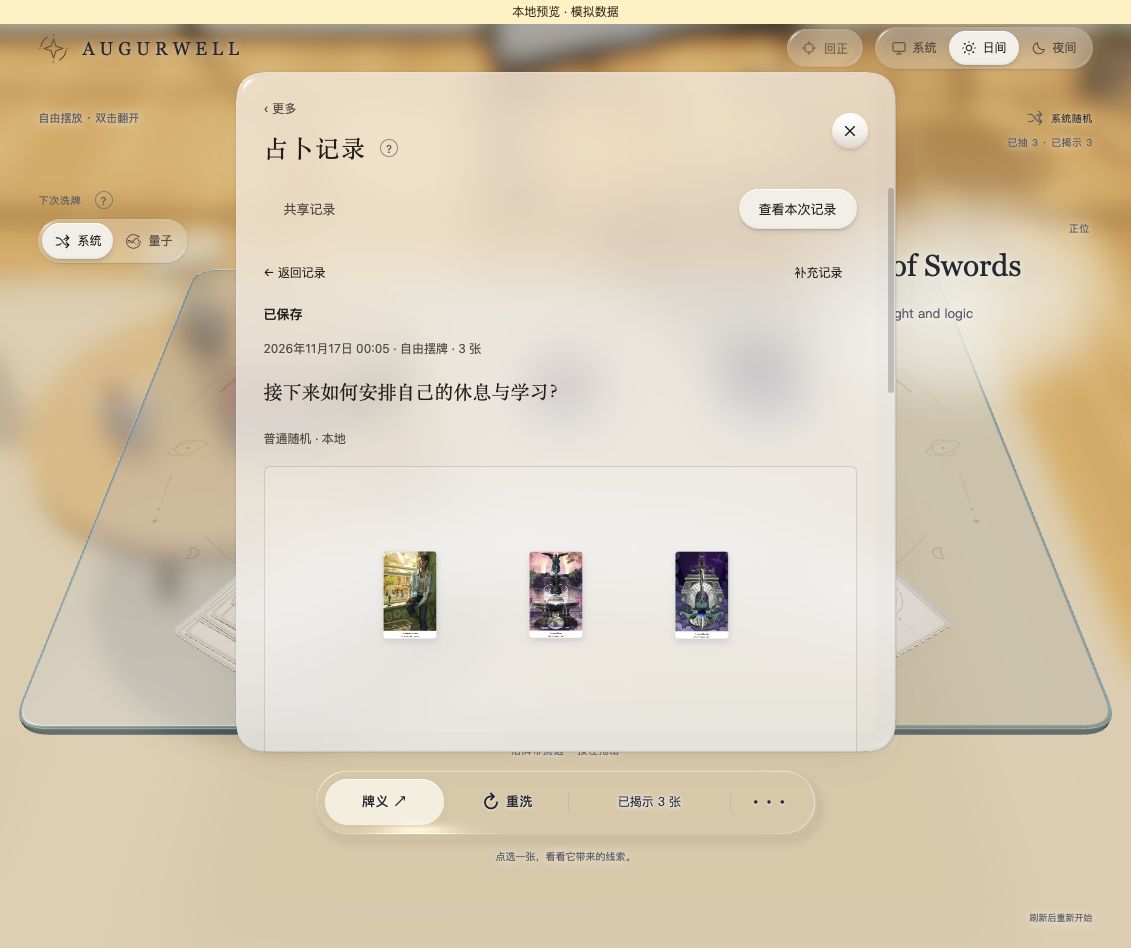 本地预览 · 模拟数据
AUGURWELL
回正
系统
日间
夜间
自由摆放 · 双击翻开
系统随机
已抽 3 · 已揭示 3
下次洗牌 ?
系统
量子
正位
of Swords
ght and logic
‹ 更多
占卜记录 ?
共享记录
查看本次记录
← 返回记录
补充记录
已保存
2026年11月17日 00:05 · 自由摆牌 · 3 张
接下来如何安排自己的休息与学习?
普通随机 · 本地
牌义 ↗
重洗
已揭示 3 张
点选一张，看看它带来的线索。
刷新后重新开始